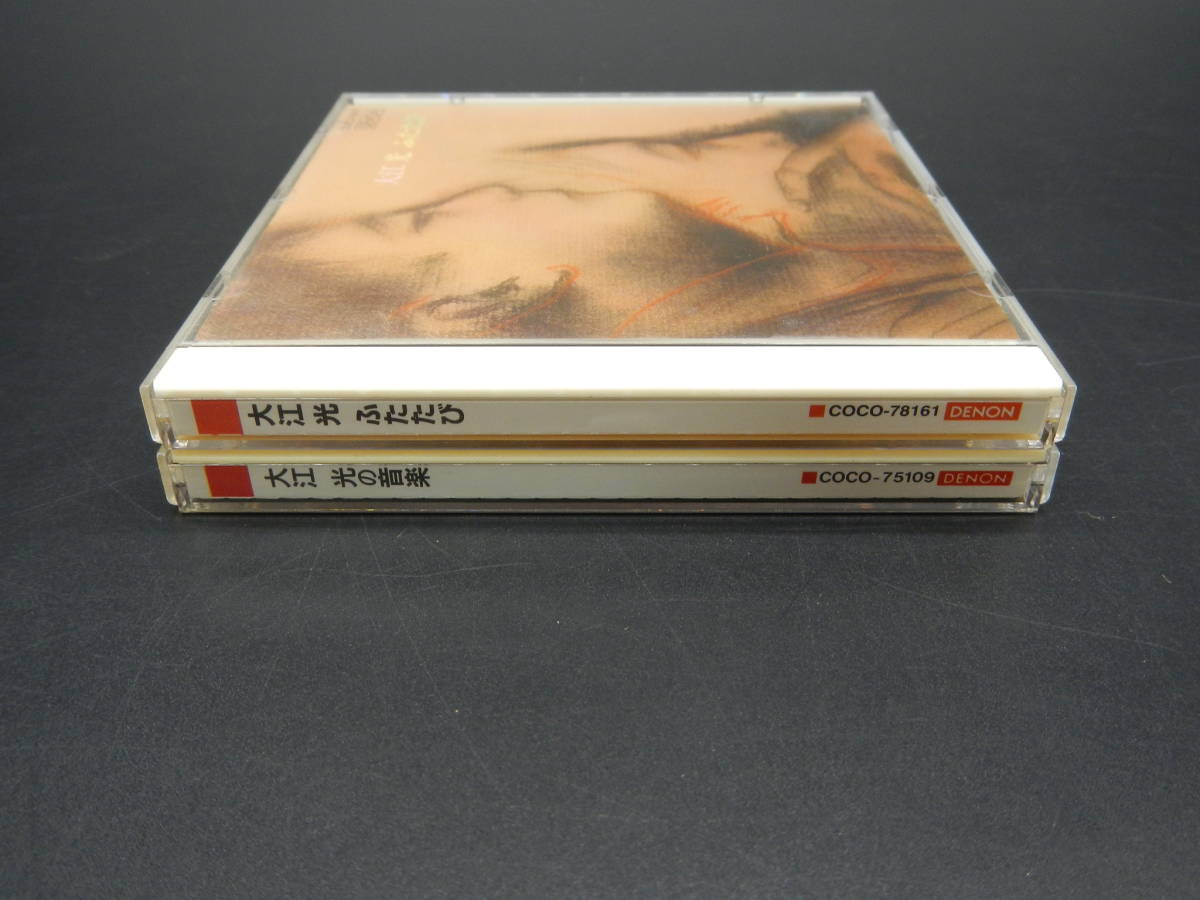 大江 光 ふたたび ■COCO-78161 DENON
大江 光の音楽 ■COCO-75109 DENON